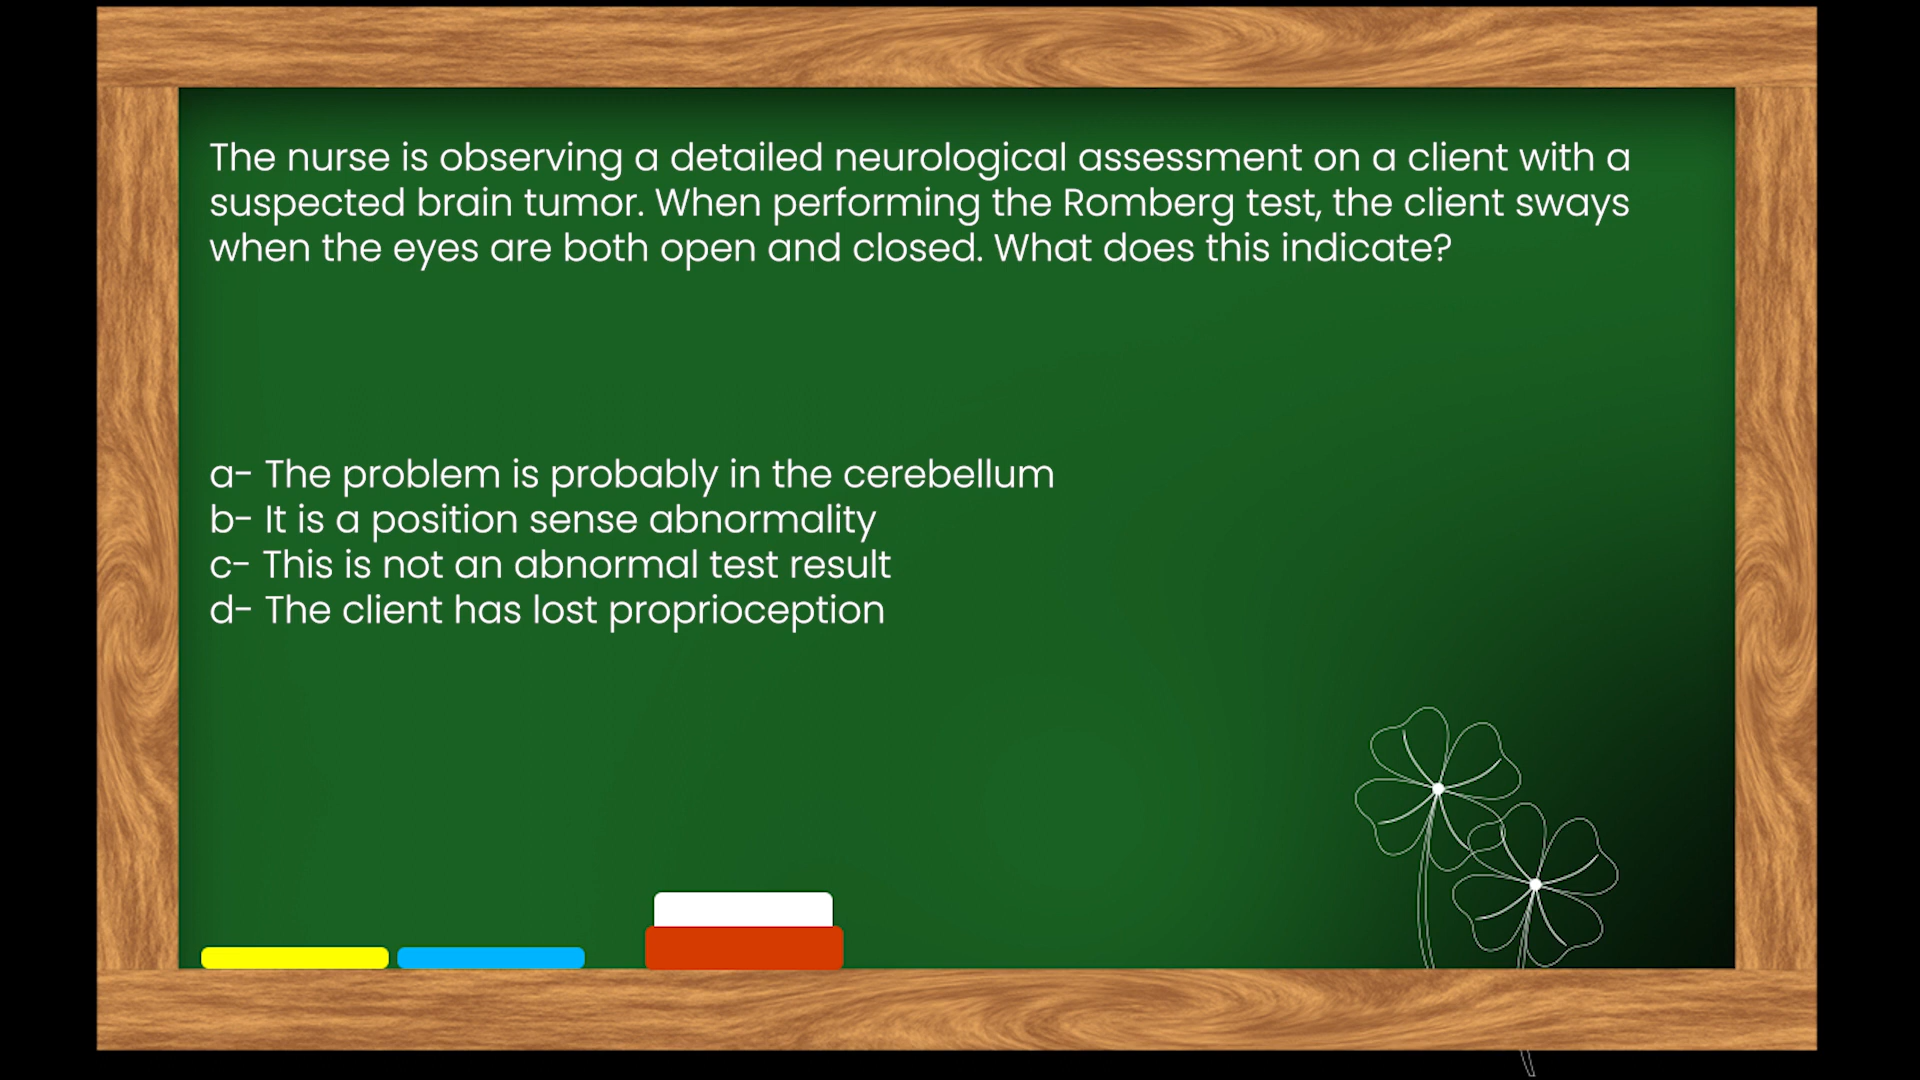 The nurse is observing a detailed neurological assessment on a client with a
suspected brain tumor. When performing the Romberg test, the client sways
when the eyes are both open and closed. What does this indicate?
a- The problem is probably in the cerebellum
b- It is a position sense abnormality
c- This is not an abnormal test result
d- The client has lost proprioception